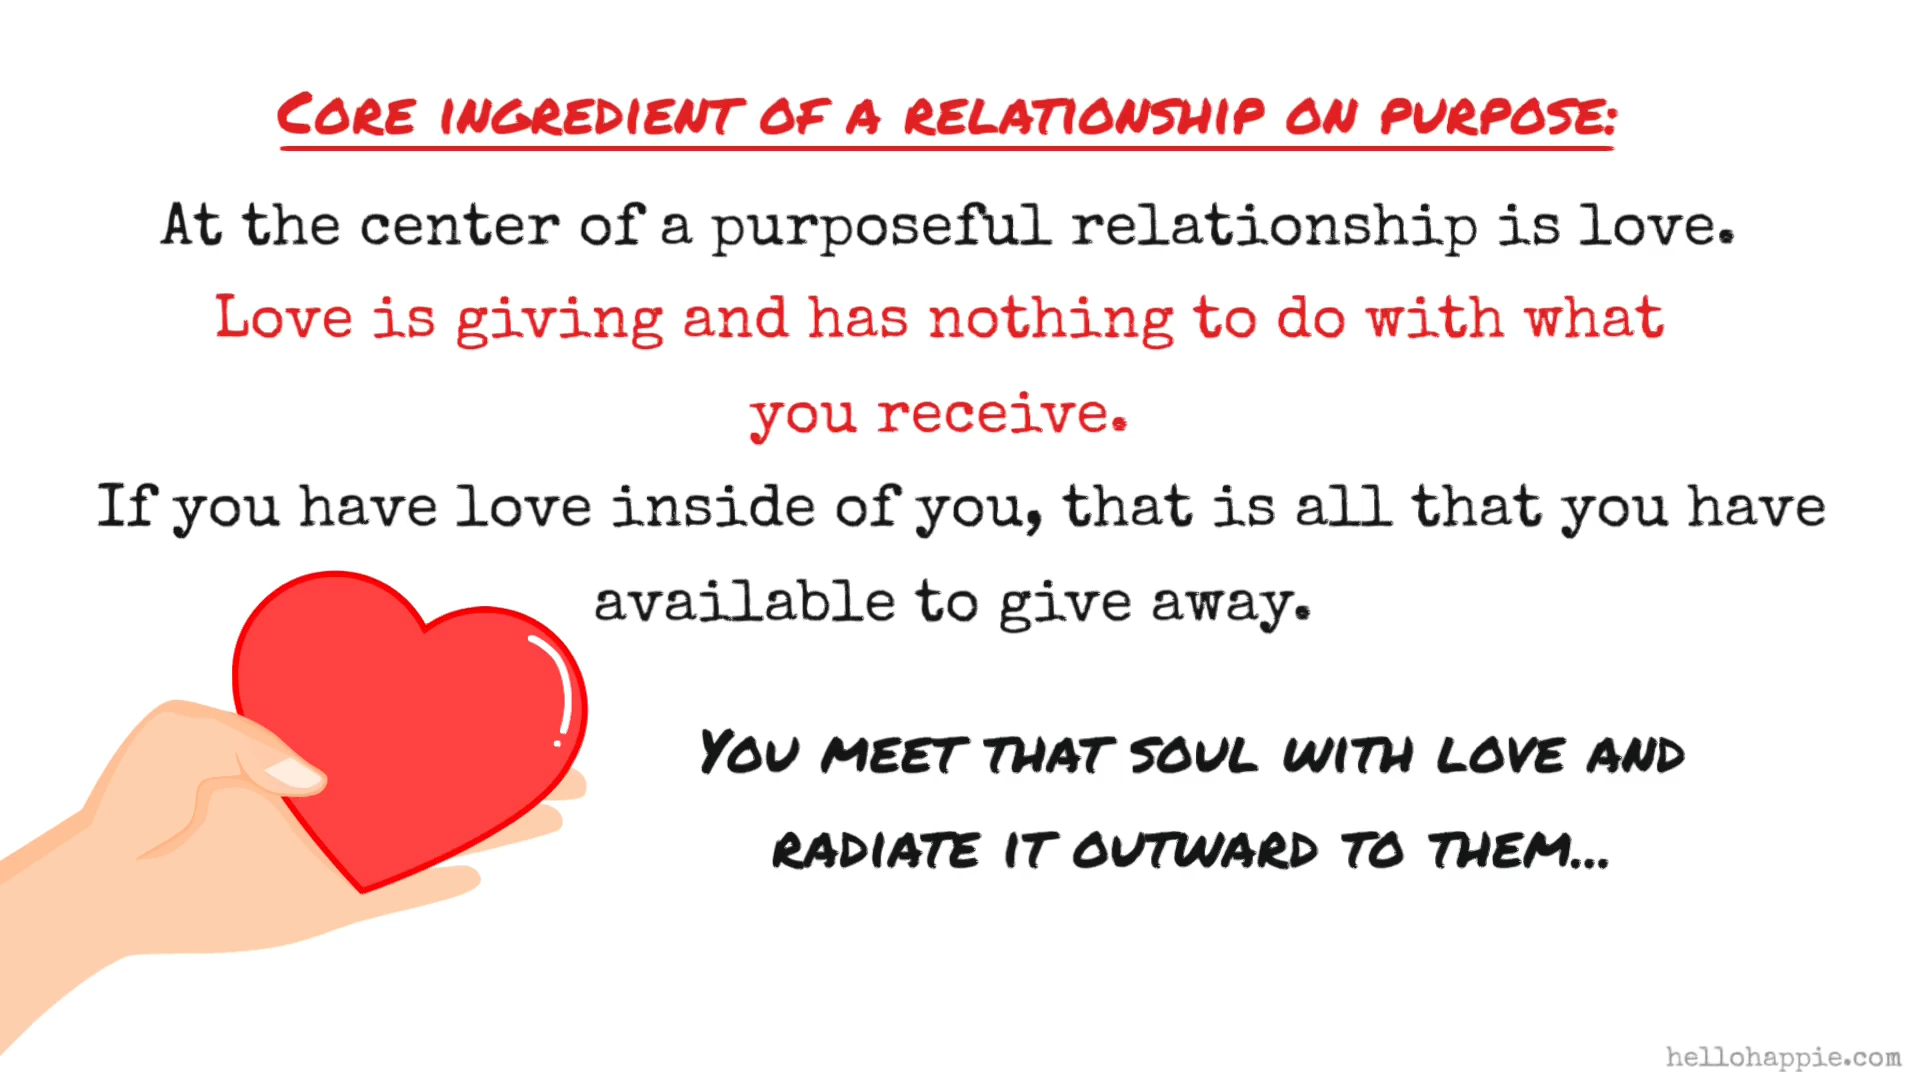 Core ingredient of a relationship on purpose:
At the center of a purposeful relationship is love.
Love is giving and has nothing to do with what
you receive.
If you have love inside of you, that is all that you have
available to give away.
You meet that soul with love and
radiate it outward to them...
hellohappie.com